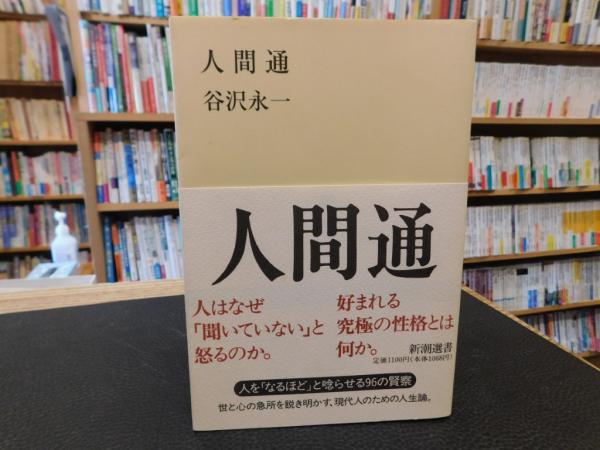 人間通
谷沢永一
人間通
人はなぜ
「聞いていない」と
怒るのか。
好まれる
究極の性格とは
何か。
新潮選書
定価1100円(本体1068円)
人を「なるほど」と唸らせる96の賢察
世と心の急所を説き明かす、現代人のための人生論。